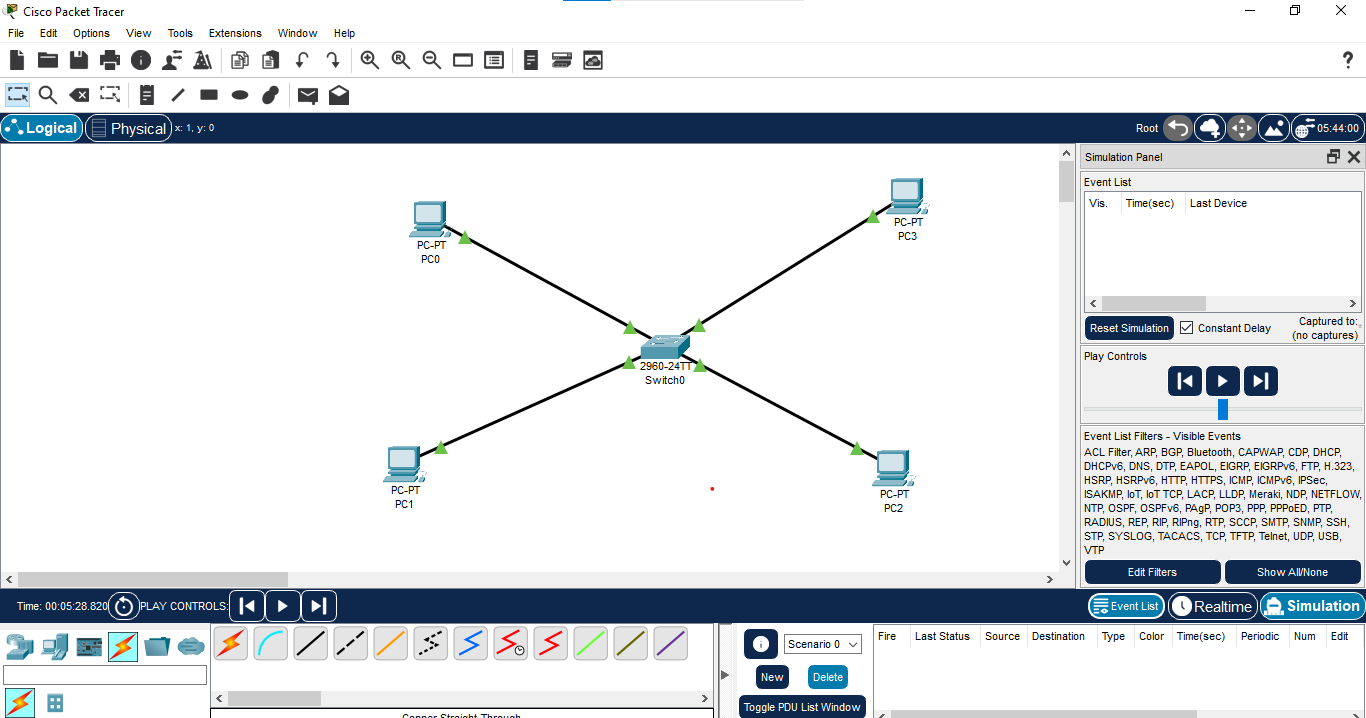 Cisco Packet Tracer
File Edit Options View Tools Extensions Window Help
Logical Physical x: 1, y: 0 Root 05:44:00
Simulation Panel
Event List
Vis. Time(sec) Last Device
PC-PT
PC0
PC-PT
PC3
2960-24TT
Switch0
PC-PT
PC1
PC-PT
PC2
Reset Simulation Constant Delay Captured to:
(no captures)
Play Controls
Event List Filters - Visible Events
ACL Filter, ARP, BGP, Bluetooth, CAPWAP, CDP, DHCP,
DHCPv6, DNS, DTP, EAPOL, EIGRP, EIGRPv6, FTP, H.323,
HSRP, HSRPv6, HTTP, HTTPS, ICMP, ICMPv6, IPSec,
ISAKMP, IoT, IoT TCP, LACP, LLDP, Meraki, NDP, NETFLOW,
NTP, OSPF, OSPFv6, PAgP, POP3, PPP, PPPoED, PTP,
RADIUS, REP, RIP, RIPng, RTP, SCCP, SMTP, SNMP, SSH,
STP, SYSLOG, TACACS, TCP, TFTP, Telnet, UDP, USB,
VTP
Edit Filters Show All/None
Time: 00:05:28.820 PLAY CONTROLS: Event List Realtime Simulation
Scenario 0
New Delete
Toggle PDU List Window
Fire Last Status Source Destination Type Color Time(sec) Periodic Num Edit
Copper Straight-Through